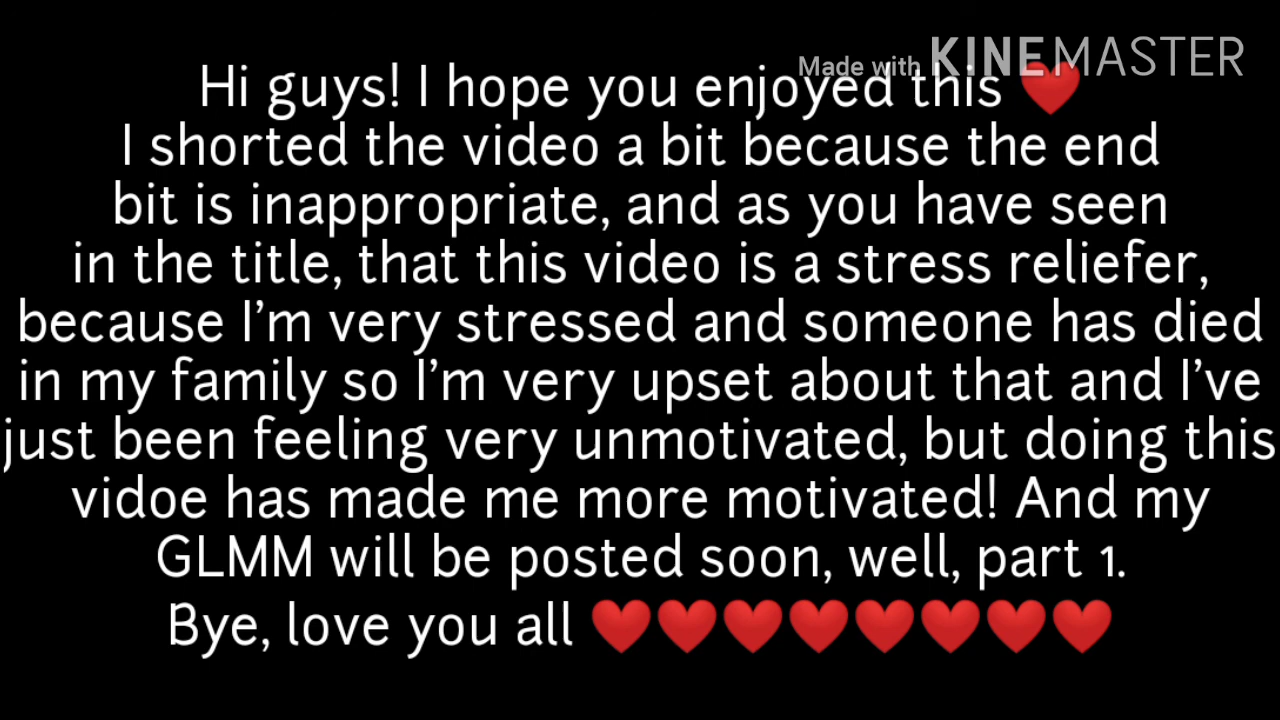 Made with KINEMASTER
Hi guys! I hope you enjoyed this ❤️
I shorted the video a bit because the end
bit is inappropriate, and as you have seen
in the title, that this video is a stress reliefer,
because I’m very stressed and someone has died
in my family so I’m very upset about that and I’ve
just been feeling very unmotivated, but doing this
vidoe has made me more motivated! And my
GLMM will be posted soon, well, part 1.
Bye, love you all ❤️❤️❤️❤️❤️❤️❤️❤️